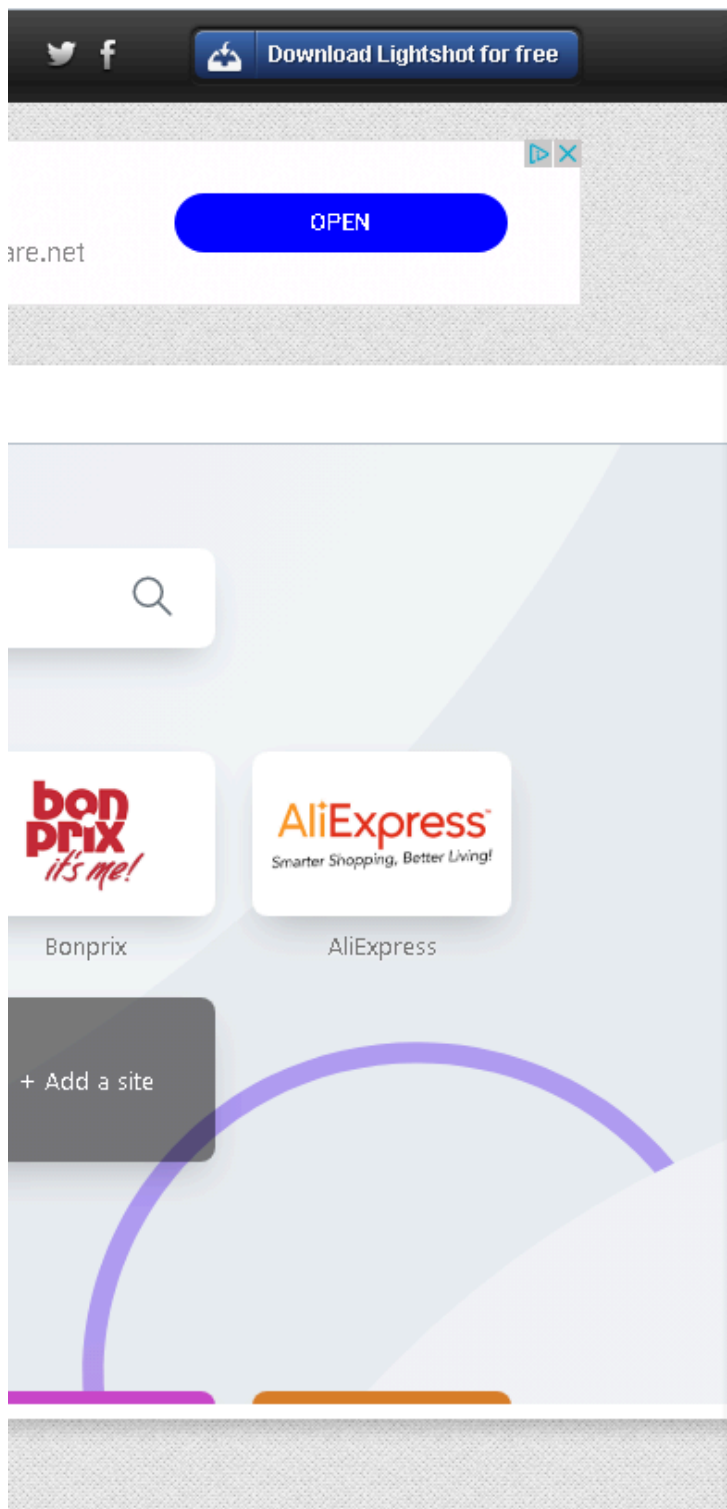 Download Lightshot for free
OPEN
are.net
bon
prix
it's me!
AliExpress™
Smarter Shopping, Better Living!
Bonprix
AliExpress
+ Add a site